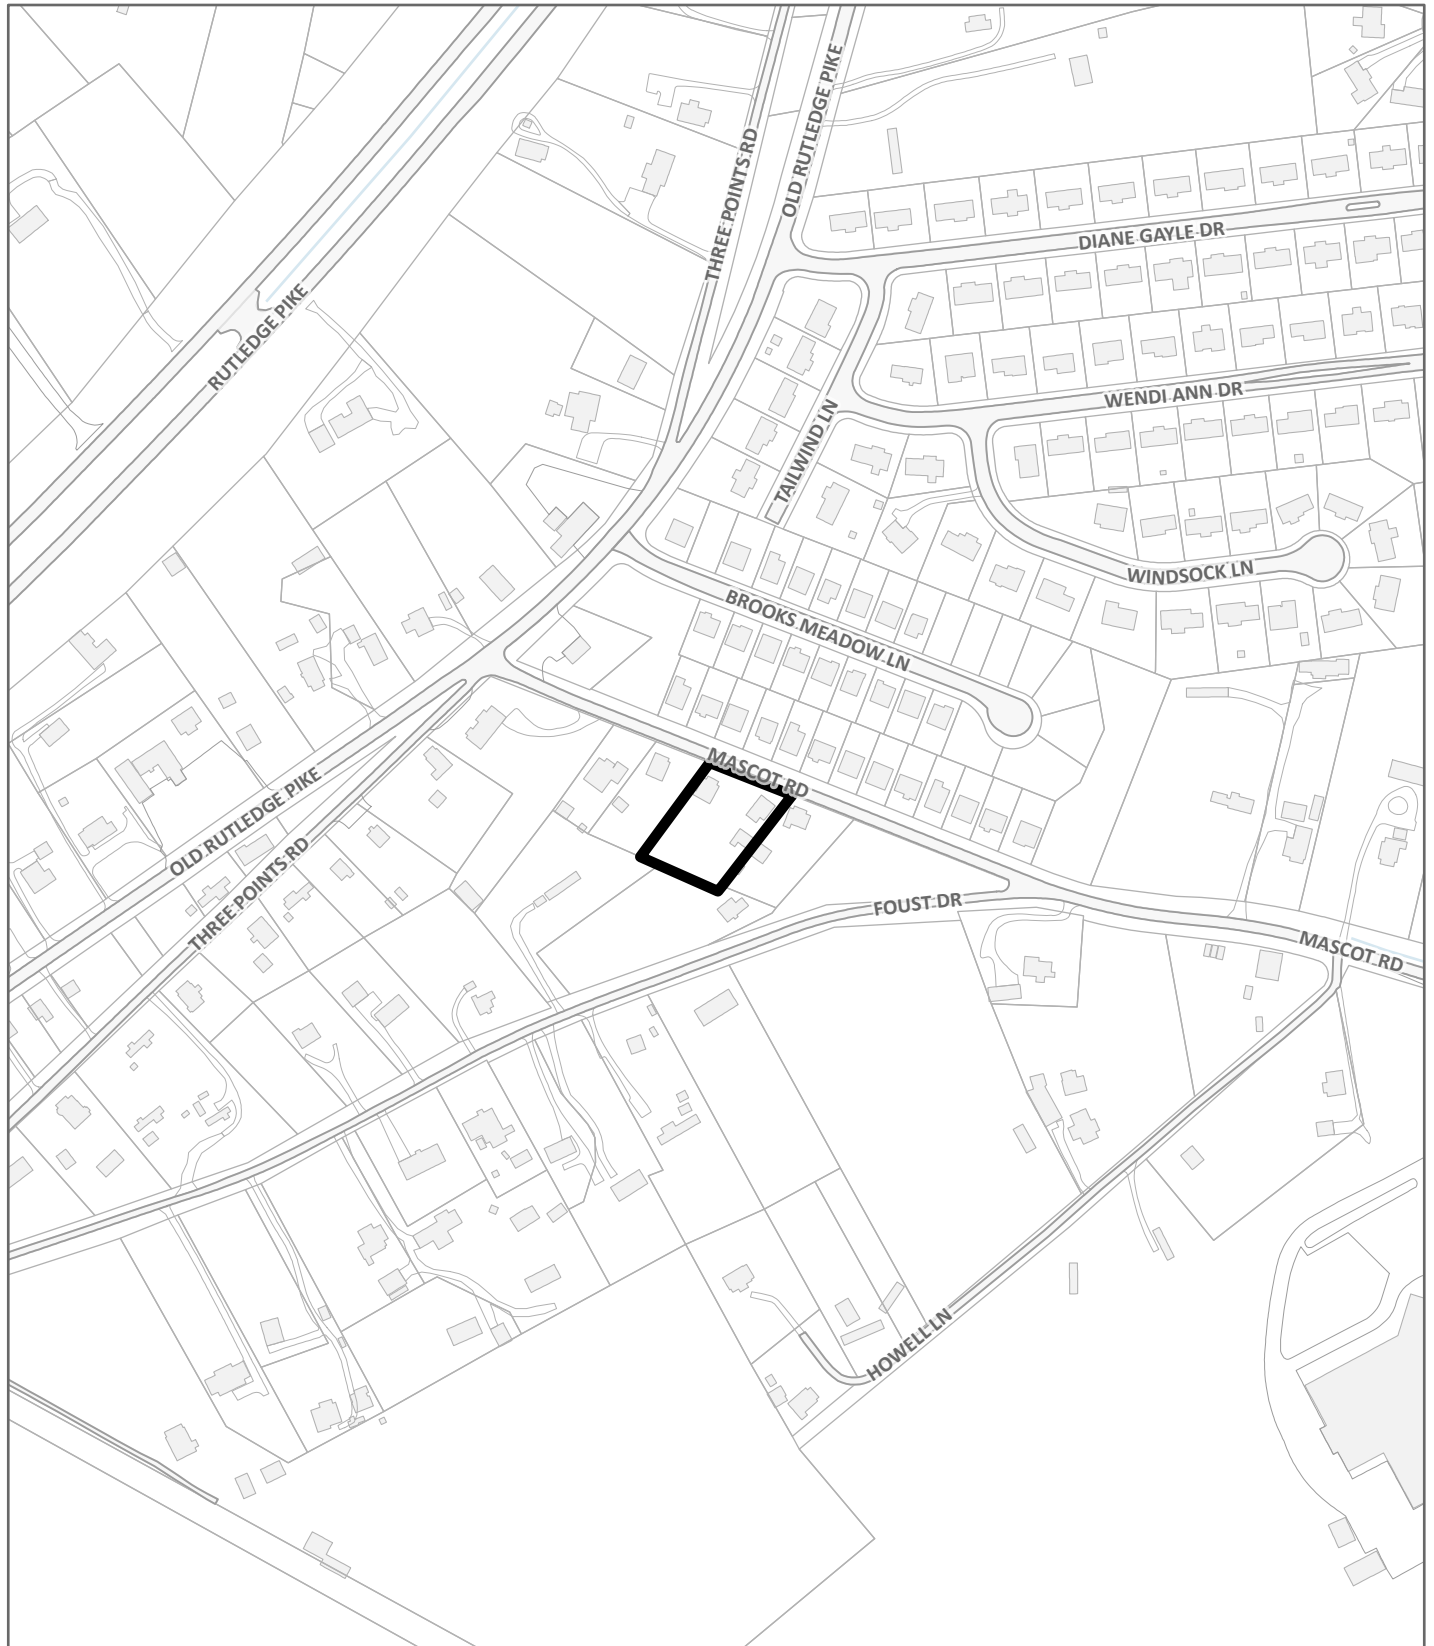 THREE POINTS RD
OLD RUTLEDGE PIKE
DIANE GAYLE DR
RUTLEDGE PIKE
WENDI ANN DR
TAILWIND LN
WINDSOCK LN
BROOKS MEADOW LN
MASCOT RD
OLD RUTLEDGE PIKE
THREE POINTS RD
FOUST DR
MASCOT RD
HOWELL LN